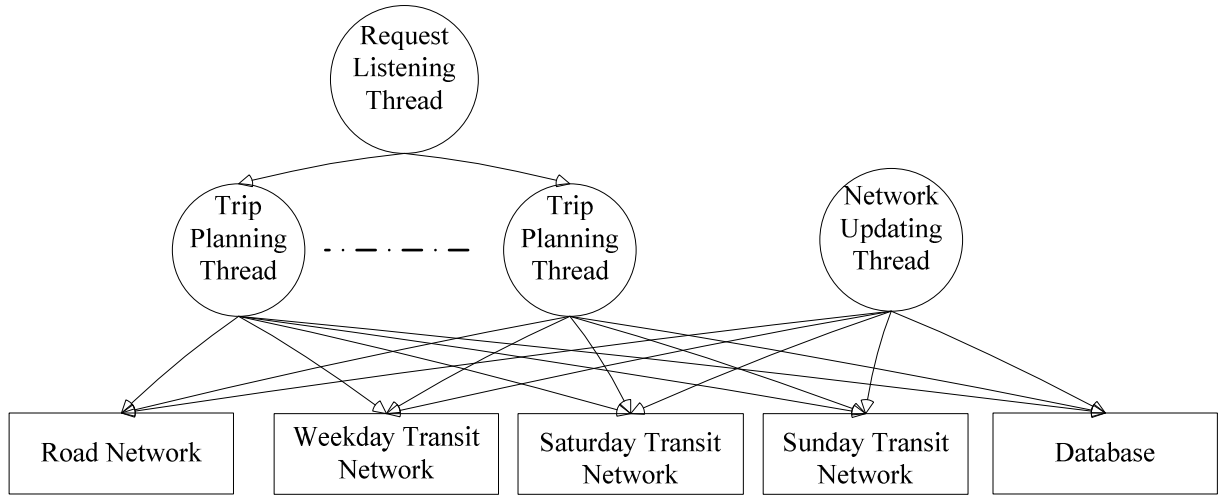 Request
Listening
Thread
Trip
Planning
Thread
Trip
Planning
Thread
Network
Updating
Thread
Road Network
Weekday Transit
Network
Saturday Transit
Network
Sunday Transit
Network
Database